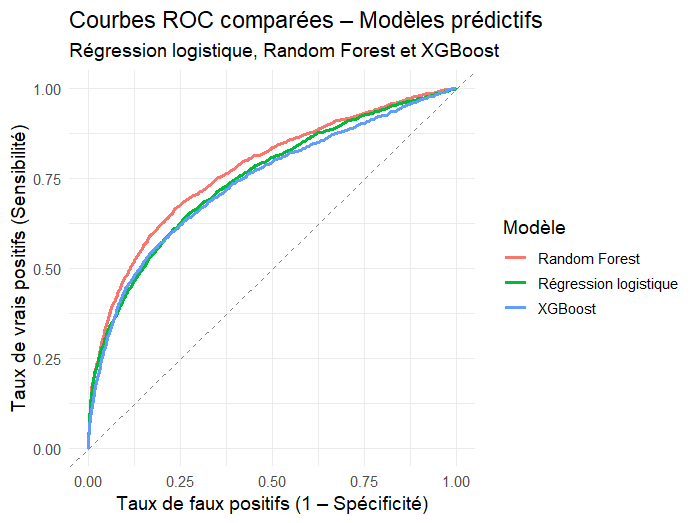 Courbes ROC comparées – Modèles prédictifs
Régression logistique, Random Forest et XGBoost
Taux de vrais positifs (Sensibilité)
1.00
0.75
0.50
0.25
0.00
0.00 0.25 0.50 0.75 1.00
Taux de faux positifs (1 – Spécificité)
Modèle
Random Forest
Régression logistique
XGBoost